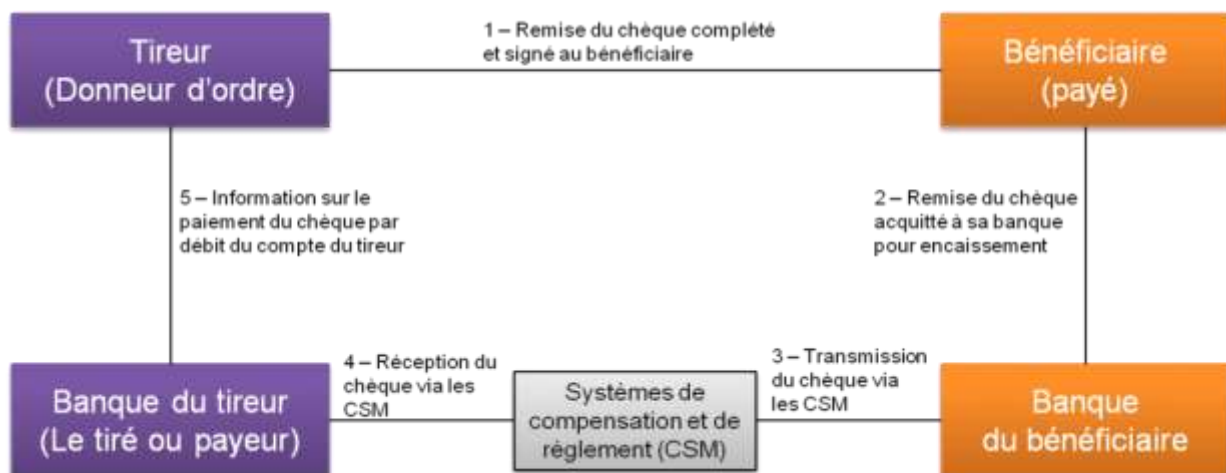 Tireur
(Donneur d'ordre)
1 – Remise du chèque complété
et signé au bénéficiaire
Bénéficiaire
(payé)
5 – Information sur le
paiement du chèque par
débit du compte du tireur
2 – Remise du chèque
acquitté à sa banque
pour encaissement
Banque du tireur
(Le tiré ou payeur)
4 – Réception du
chèque via les
CSM
Systèmes de
compensation et de
règlement (CSM)
3 – Transmission
du chèque via
les CSM
Banque
du bénéficiaire